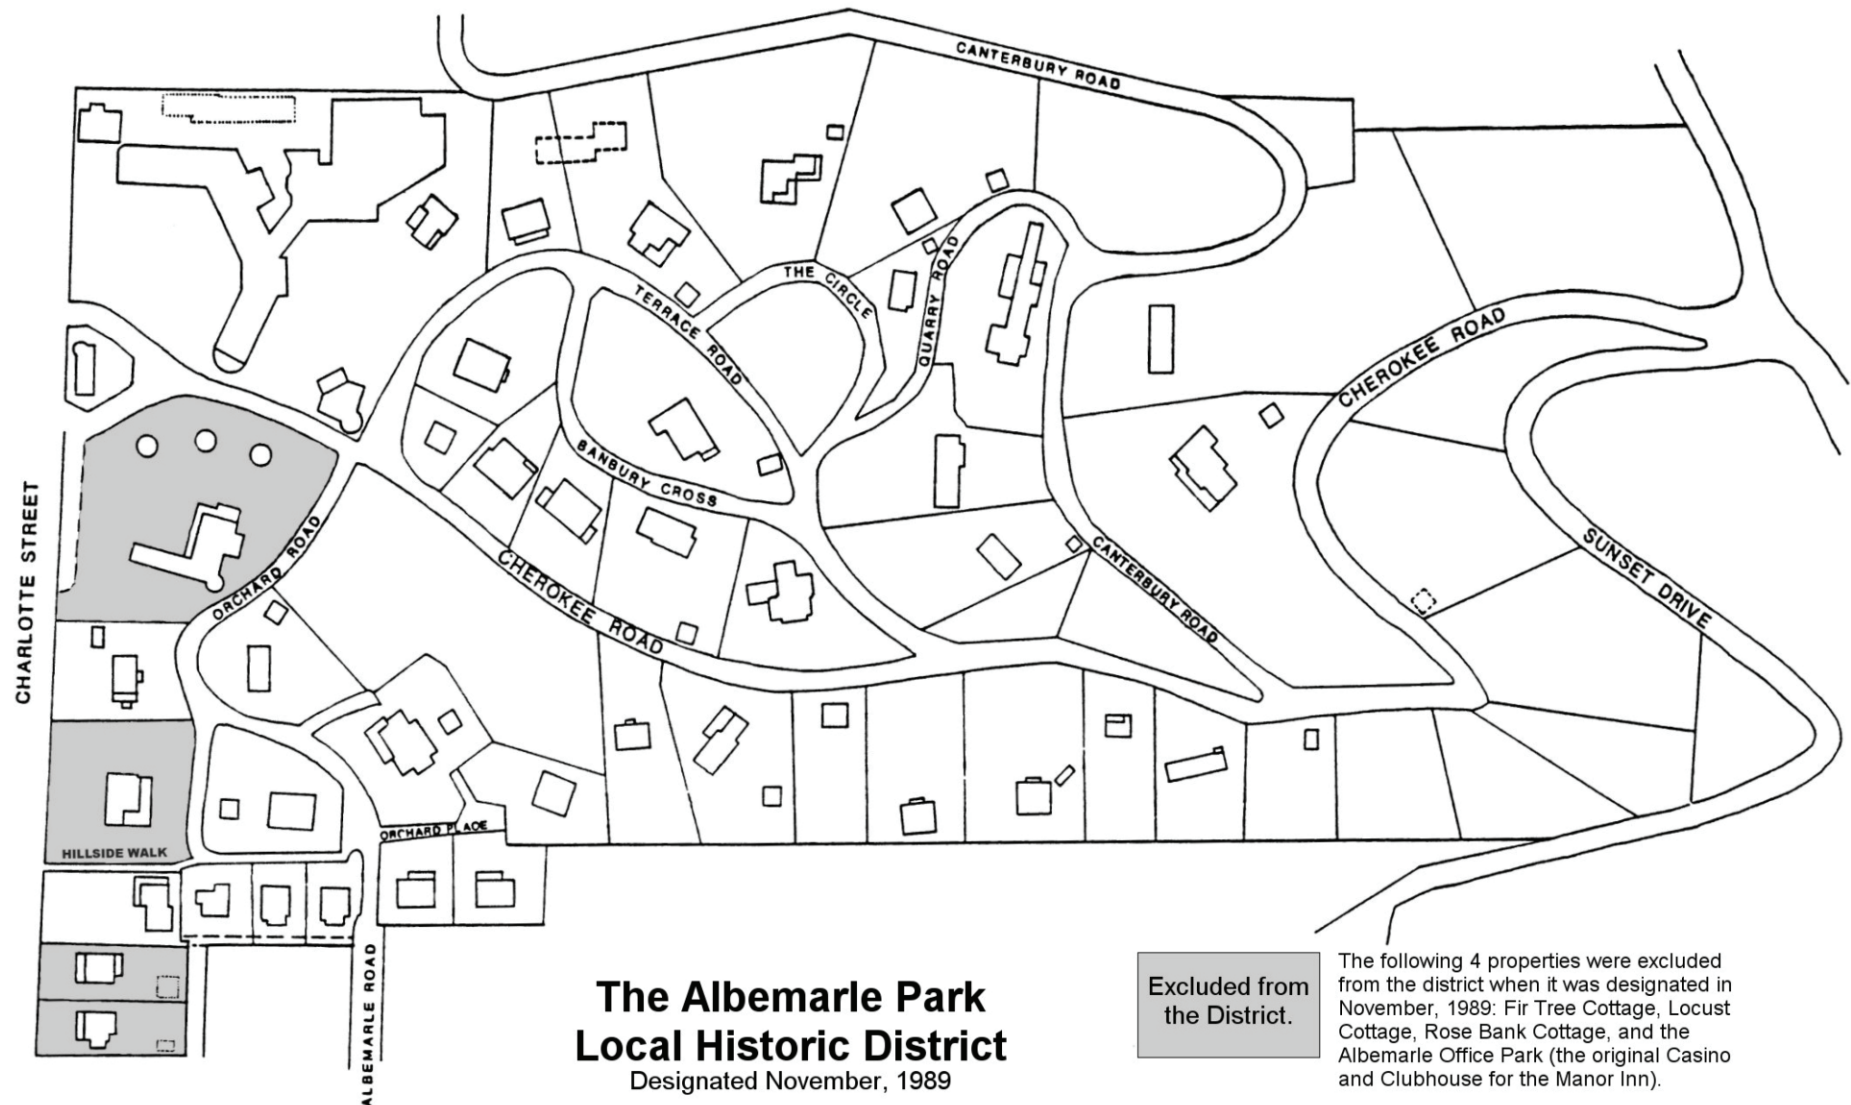 CANTERBURY ROAD
THE CIRCLE
QUARRY ROAD
TERRACE ROAD
CHEROKEE ROAD
BANBURY CROSS
CHARLOTTE STREET
ORCHARD ROAD
CHEROKEE ROAD
CANTERBURY ROAD
SUNSET DRIVE
ORCHARD PLACE
HILLSIDE WALK
ALBEMARLE ROAD
The Albemarle Park
Local Historic District
Designated November, 1989
Excluded from
the District.
The following 4 properties were excluded
from the district when it was designated in
November, 1989: Fir Tree Cottage, Locust
Cottage, Rose Bank Cottage, and the
Albemarle Office Park (the original Casino
and Clubhouse for the Manor Inn).